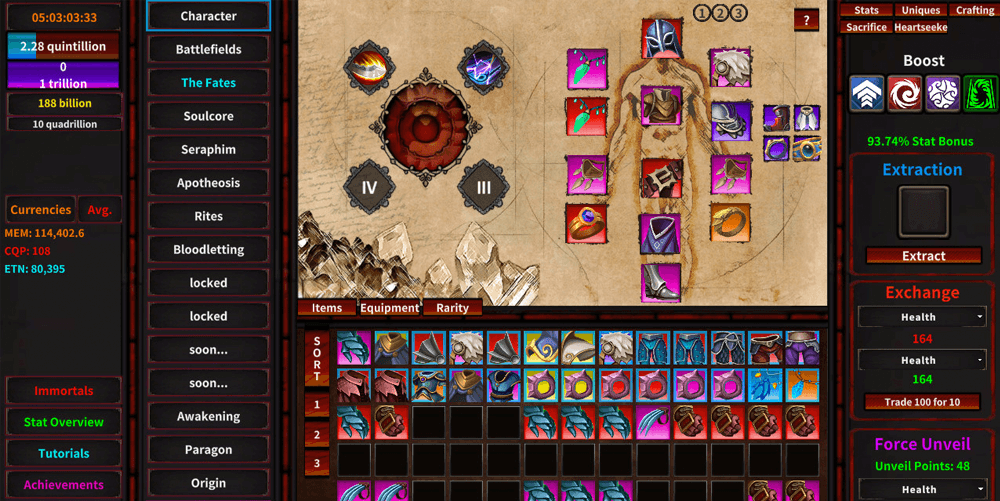 05:03:03:33
2.28 quintillion
0
1 trillion
188 billion
10 quadrillion
Currencies
Avg.
MEM: 114,402.6
CQP: 108
ETN: 80,395
Immortals
Stat Overview
Tutorials
Achievements
Character
Battlefields
The Fates
Soulcore
Seraphim
Apotheosis
Rites
Bloodletting
locked
locked
soon...
soon...
Awakening
Paragon
Origin
1 2 3
?
IV
III
Items
Equipment
Rarity
SORT
1
2
3
Stats
Uniques
Crafting
Sacrifice
Heartseeke
Boost
93.74% Stat Bonus
Extraction
Extract
Exchange
Health
164
Health
164
Trade 100 for 10
Force Unveil
Unveil Points: 48
Health